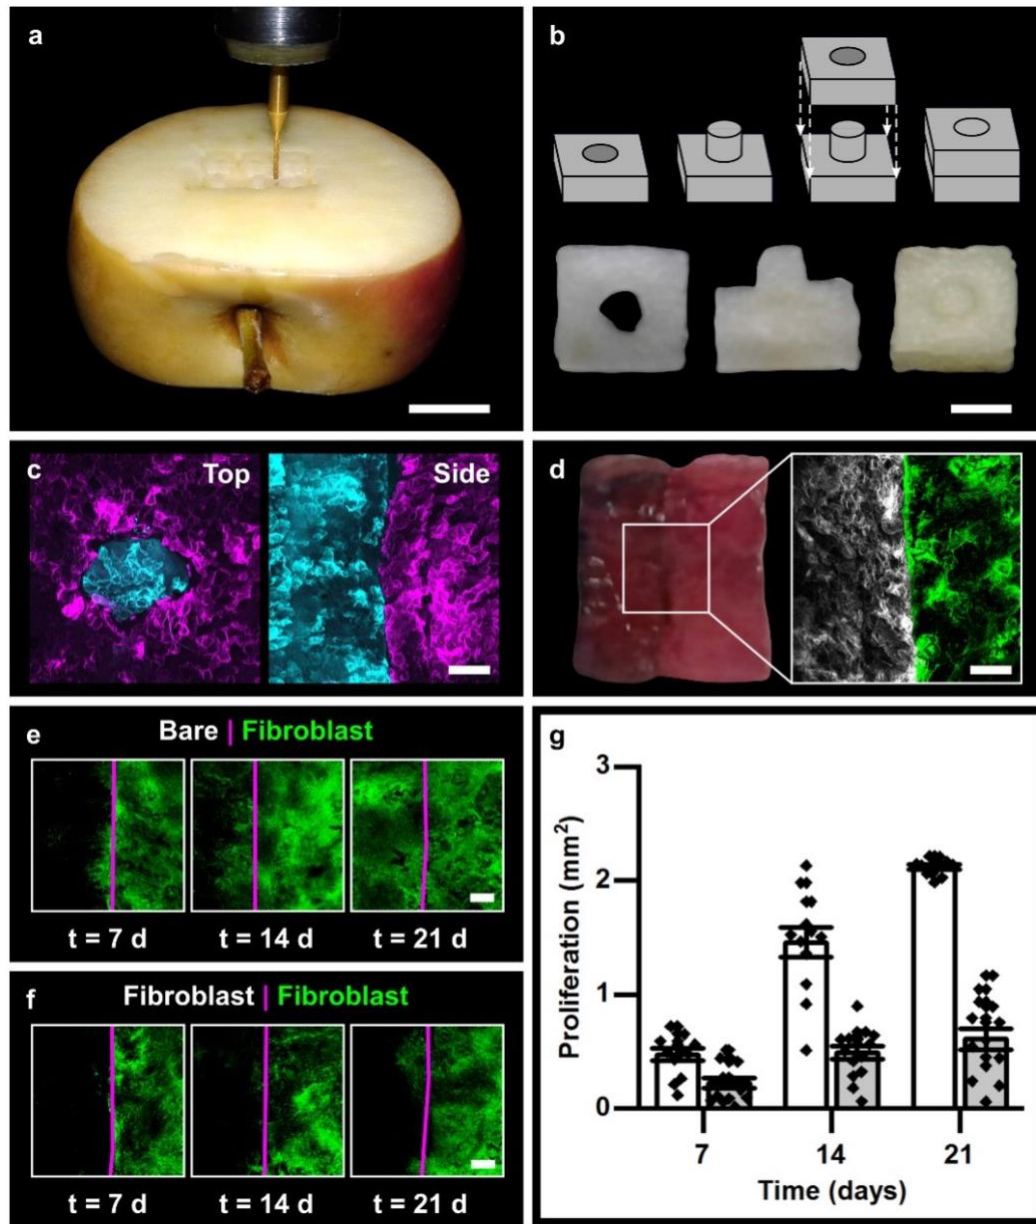 a
b
c
Top
Side
d
e
Bare | Fibroblast
t = 7 d
t = 14 d
t = 21 d
f
Fibroblast | Fibroblast
t = 7 d
t = 14 d
t = 21 d
g
Proliferation (mm²)
3
2
1
0
7
14
21
Time (days)